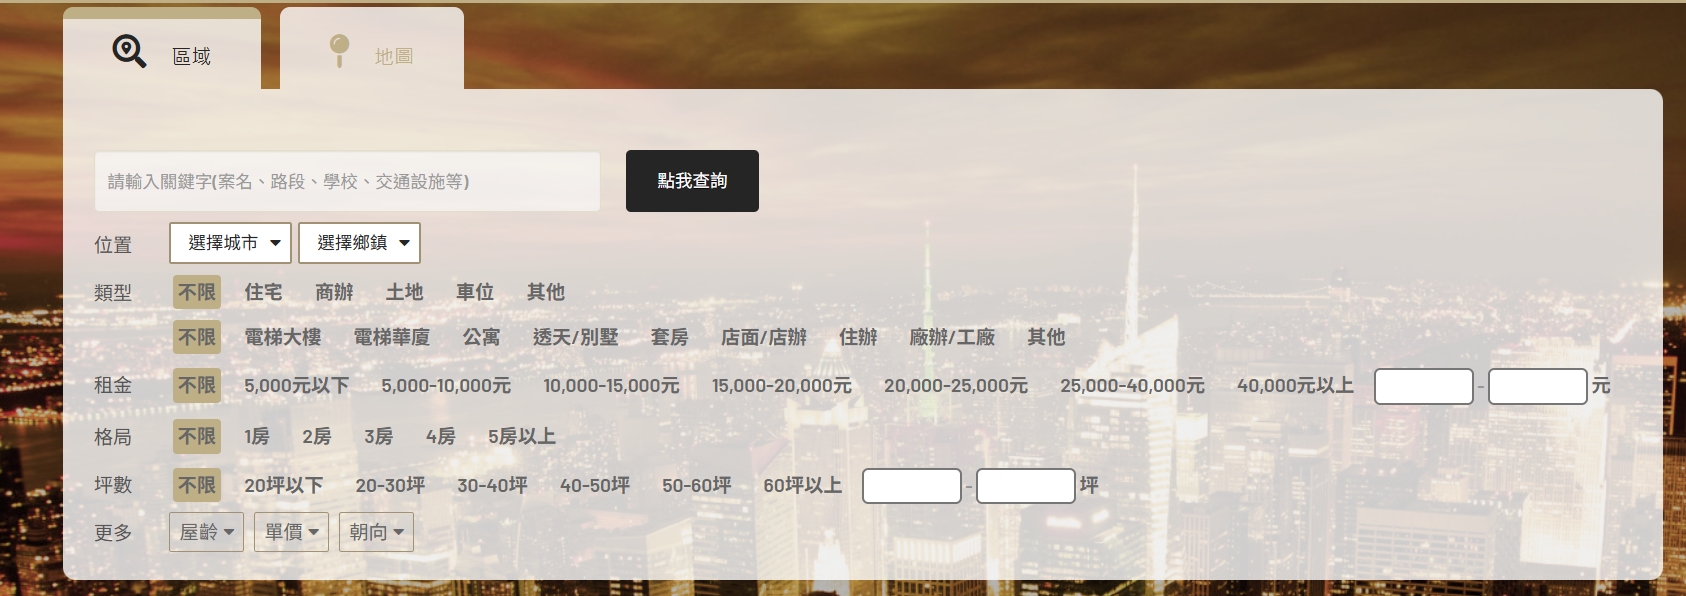 區域 地圖
請輸入關鍵字(案名、路段、學校、交通設施等) 點我查詢
位置 選擇城市 選擇鄉鎮
類型 不限 住宅 商辦 土地 車位 其他
不限 電梯大樓 電梯華廈 公寓 透天/別墅 套房 店面/店辦 住辦 廠辦/工廠 其他
租金 不限 5,000元以下 5,000-10,000元 10,000-15,000元 15,000-20,000元 20,000-25,000元 25,000-40,000元 40,000元以上 - 元
格局 不限 1房 2房 3房 4房 5房以上
坪數 不限 20坪以下 20-30坪 30-40坪 40-50坪 50-60坪 60坪以上 - 坪
更多 屋齡 單價 朝向